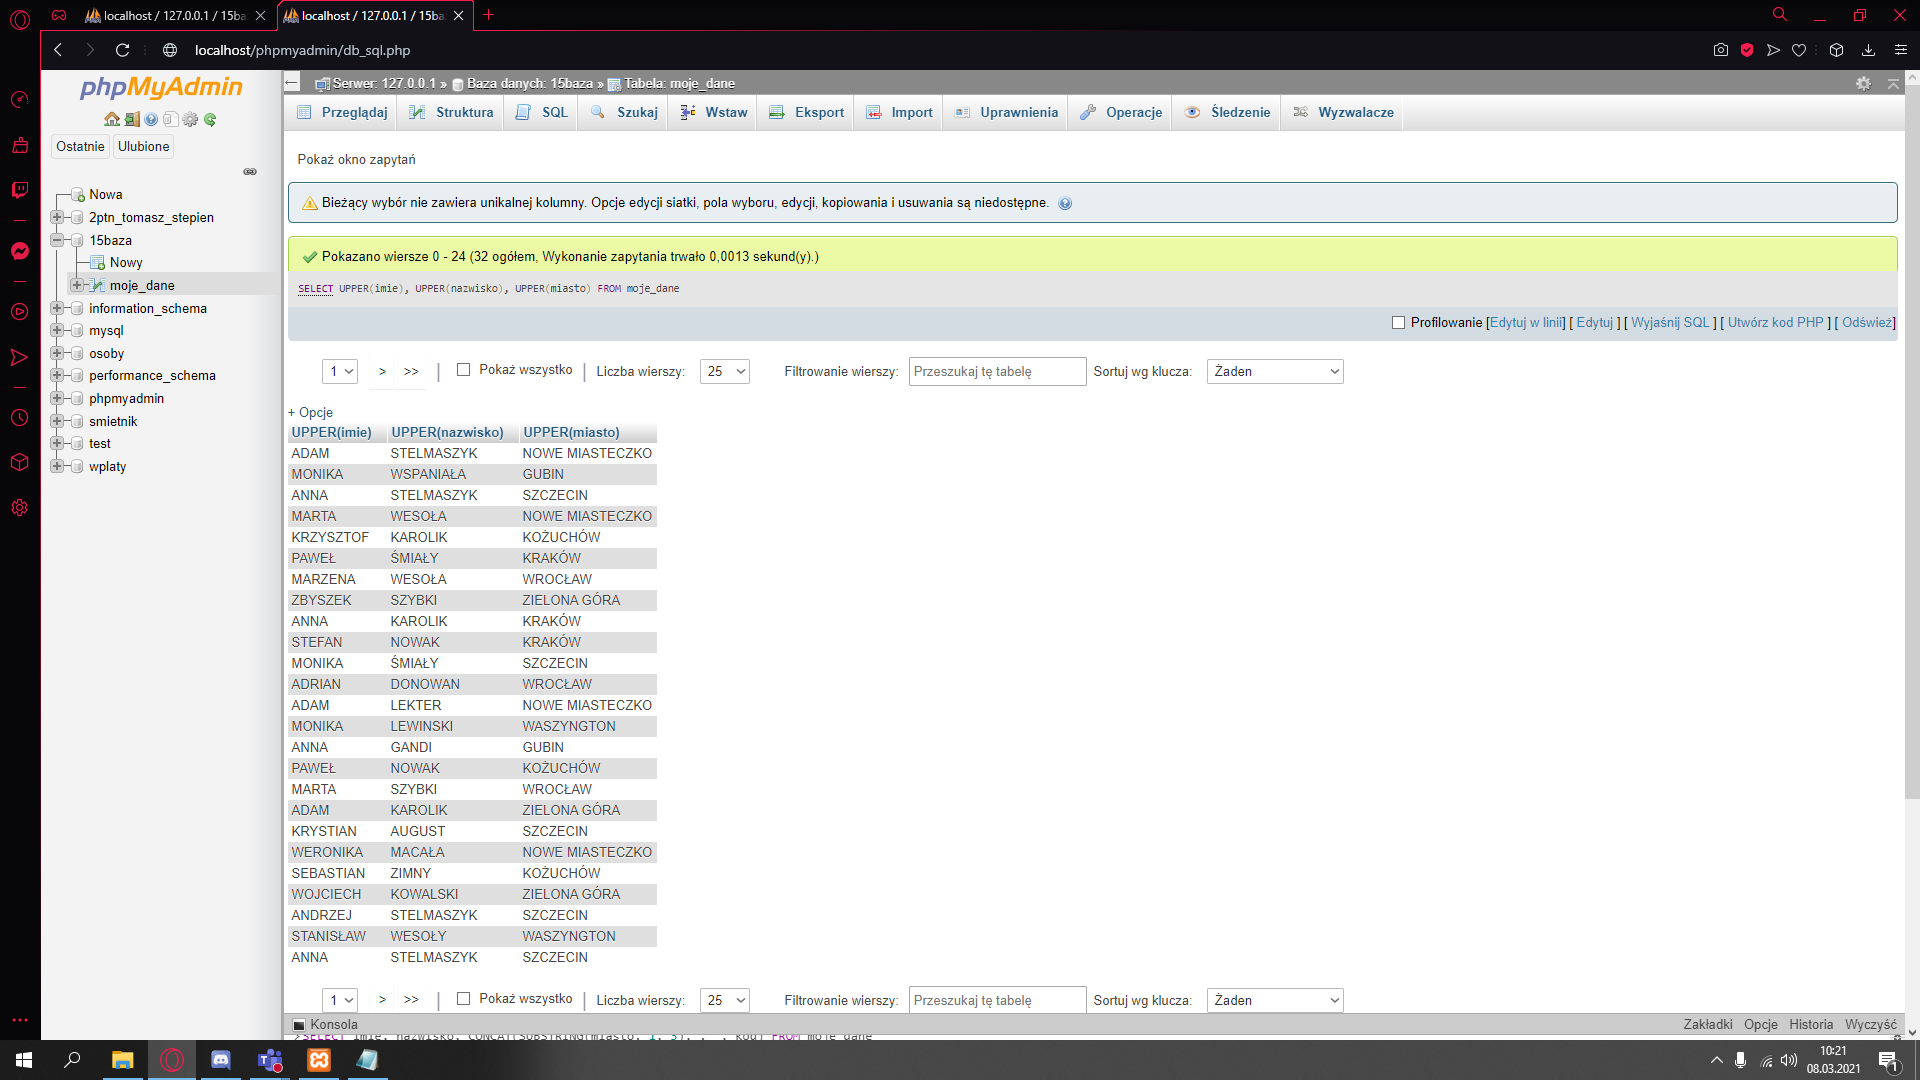 localhost / 127.0.0.1 / 15ba
localhost / 127.0.0.1 / 15ba
localhost/phpmyadmin/db_sql.php
phpMyAdmin
Ostatnie Ulubione
Nowa
2ptn_tomasz_stepien
15baza
Nowy
moje_dane
information_schema
mysql
osoby
performance_schema
phpmyadmin
smietnik
test
wplaty
Serwer: 127.0.0.1 » Baza danych: 15baza » Tabela: moje_dane
Przeglądaj Struktura SQL Szukaj Wstaw Eksport Import Uprawnienia Operacje Śledzenie Wyzwalacze
Pokaż okno zapytań
Bieżący wybór nie zawiera unikalnej kolumny. Opcje edycji siatki, pola wyboru, edycji, kopiowania i usuwania są niedostępne.
Pokazano wiersze 0 - 24 (32 ogółem, Wykonanie zapytania trwało 0,0013 sekund(y).)
SELECT UPPER(imie), UPPER(nazwisko), UPPER(miasto) FROM moje_dane
Profilowanie [Edytuj w linii] [ Edytuj ] [ Wyjaśnij SQL ] [ Utwórz kod PHP ] [ Odśwież]
1 > >> | Pokaż wszystko | Liczba wierszy: 25 Filtrowanie wierszy: Przeszukaj tę tabelę Sortuj wg klucza: Żaden
+ Opcje
UPPER(imie) UPPER(nazwisko) UPPER(miasto)
ADAM STELMASZYK NOWE MIASTECZKO
MONIKA WSPANIAŁA GUBIN
ANNA STELMASZYK SZCZECIN
MARTA WESOŁA NOWE MIASTECZKO
KRZYSZTOF KAROLIK KOŻUCHÓW
PAWEŁ ŚMIAŁY KRAKÓW
MARZENA WESOŁA WROCŁAW
ZBYSZEK SZYBKI ZIELONA GÓRA
ANNA KAROLIK KRAKÓW
STEFAN NOWAK KRAKÓW
MONIKA ŚMIAŁY SZCZECIN
ADRIAN DONOWAN WROCŁAW
ADAM LEKTER NOWE MIASTECZKO
MONIKA LEWINSKI WASZYNGTON
ANNA GANDI GUBIN
PAWEŁ NOWAK KOŻUCHÓW
MARTA SZYBKI WROCŁAW
ADAM KAROLIK ZIELONA GÓRA
KRYSTIAN AUGUST SZCZECIN
WERONIKA MACAŁA NOWE MIASTECZKO
SEBASTIAN ZIMNY KOŻUCHÓW
WOJCIECH KOWALSKI ZIELONA GÓRA
ANDRZEJ STELMASZYK SZCZECIN
STANISŁAW WESOŁY WASZYNGTON
ANNA STELMASZYK SZCZECIN
1 > >> | Pokaż wszystko | Liczba wierszy: 25 Filtrowanie wierszy: Przeszukaj tę tabelę Sortuj wg klucza: Żaden
Konsola Zakładki Opcje Historia Wyczyść
>SELECT imie, nazwisko, CONCAT(SUBSTRING(miasto, 1, 3), kod) FROM moje_dane
10:21
08.03.2021
1